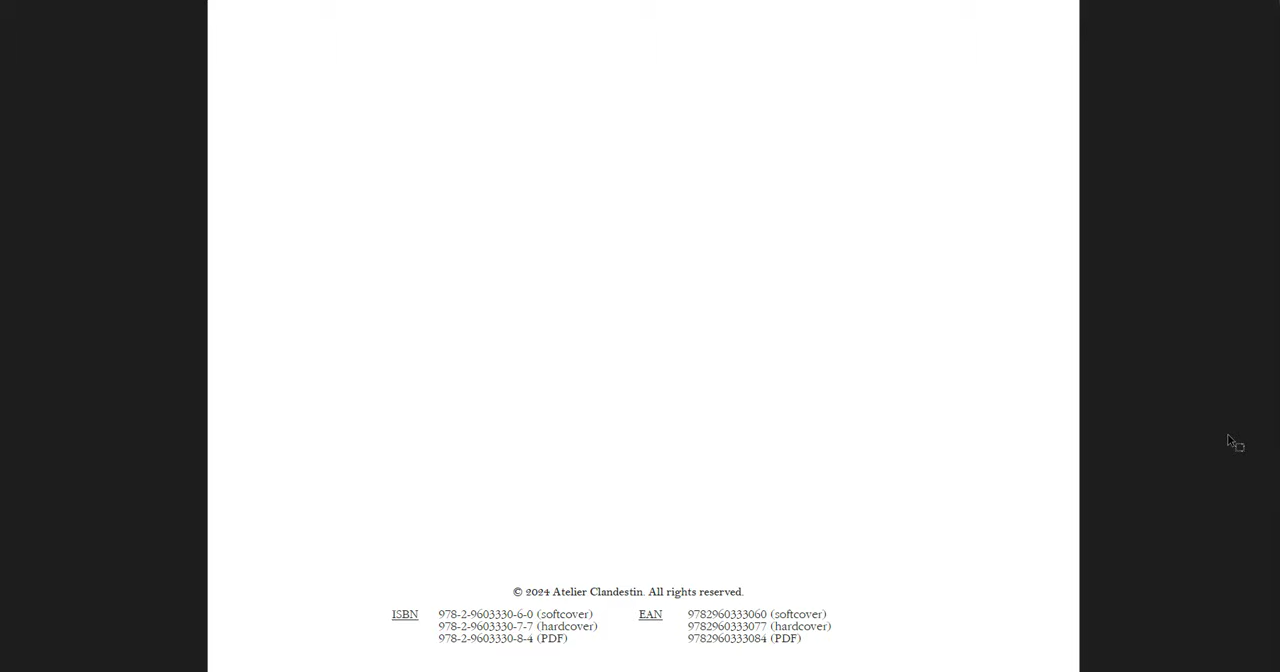 © 2024 Atelier Clandestin. All rights reserved.
ISBN 978-2-9603330-6-0 (softcover) EAN 9782960333060 (softcover)
978-2-9603330-7-7 (hardcover) 9782960333077 (hardcover)
978-2-9603330-8-4 (PDF) 9782960333084 (PDF)